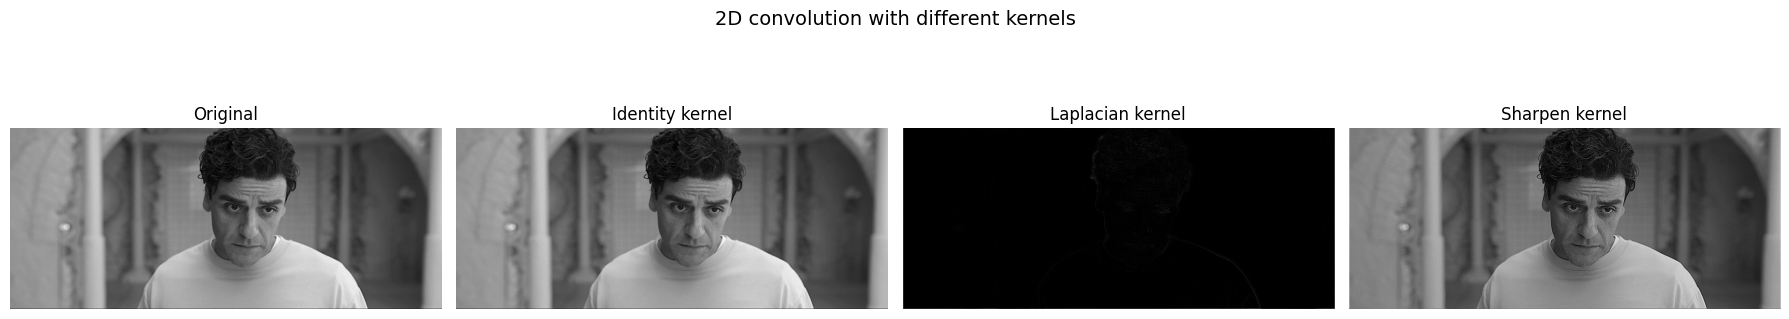 2D convolution with different kernels
Original
Identity kernel
Laplacian kernel
Sharpen kernel